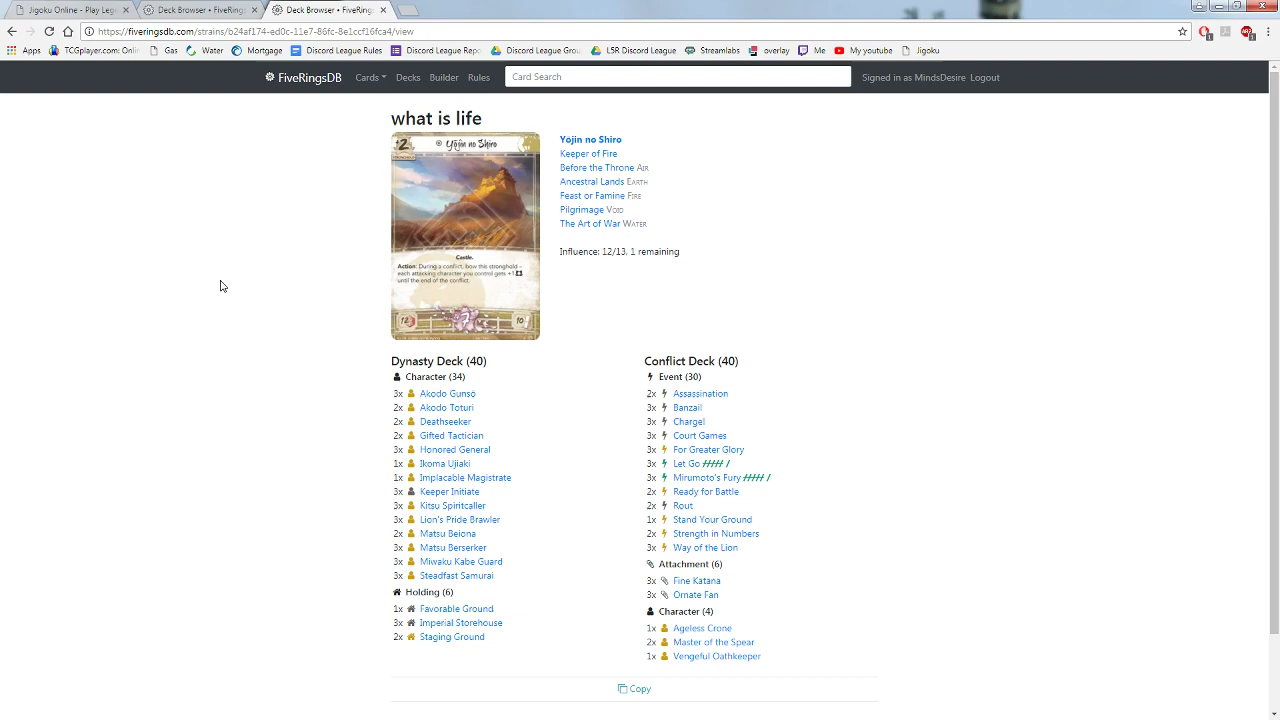 Jigoku Online - Play Leg
Deck Browser • FiveRings
Deck Browser • FiveRings
https://fiveringsdb.com/strains/b24af174-ed0c-11e7-86fc-8e1ccf16fca4/view
Apps TCGplayer.com: Onlin Gas Water Mortgage Discord League Rules Discord League Repo Discord League Grou L5R Discord League Streamlabs overlay Me My youtube Jigoku
FiveRingsDB Cards Decks Builder Rules Card Search Signed in as MindsDesire Logout
what is life
+2 Yōjin no Shiro
Castle.
Action: During a conflict, bow this stronghold –
each attacking character you control gets +1
until the end of the conflict.
12 7 10
Yōjin no Shiro
Keeper of Fire
Before the Throne Air
Ancestral Lands Earth
Feast or Famine Fire
Pilgrimage Void
The Art of War Water
Influence: 12/13, 1 remaining
Dynasty Deck (40)
Character (34)
3x Akodo Gunsō
2x Akodo Toturi
2x Deathseeker
2x Gifted Tactician
3x Honored General
1x Ikoma Ujiaki
1x Implacable Magistrate
3x Keeper Initiate
3x Kitsu Spiritcaller
3x Lion's Pride Brawler
2x Matsu Beiona
3x Matsu Berserker
3x Miwaku Kabe Guard
3x Steadfast Samurai
Holding (6)
1x Favorable Ground
3x Imperial Storehouse
2x Staging Ground
Conflict Deck (40)
Event (30)
2x Assassination
3x Banzai!
3x Charge!
3x Court Games
3x For Greater Glory
3x Let Go
3x Mirumoto's Fury
2x Ready for Battle
2x Rout
1x Stand Your Ground
2x Strength in Numbers
3x Way of the Lion
Attachment (6)
3x Fine Katana
3x Ornate Fan
Character (4)
1x Ageless Crone
2x Master of the Spear
1x Vengeful Oathkeeper
Copy